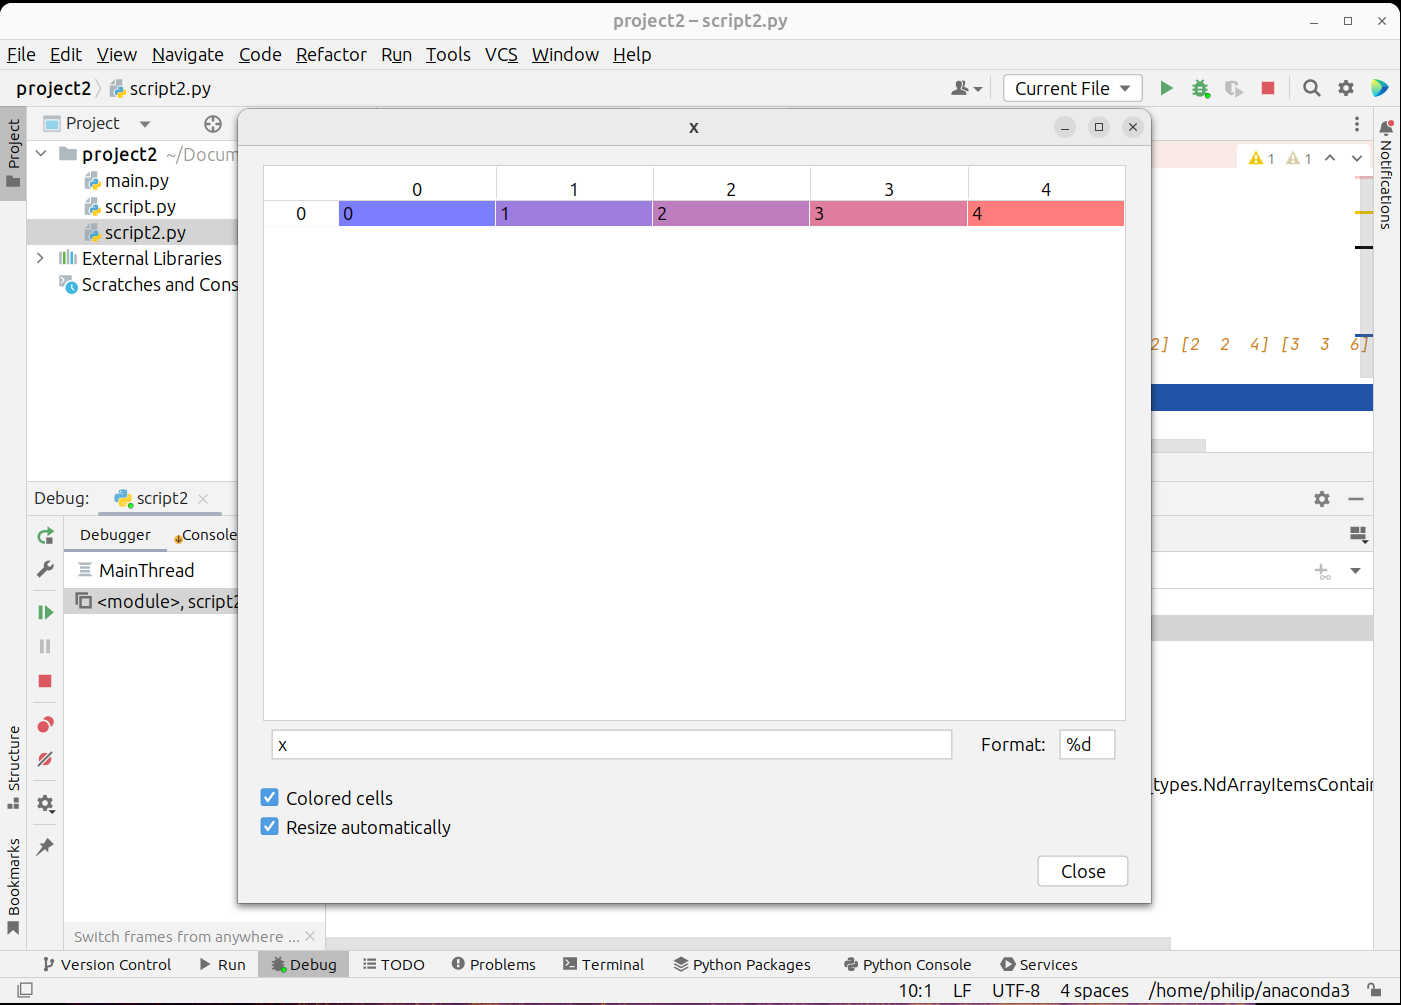 project2 – script2.py
File Edit View Navigate Code Refactor Run Tools VCS Window Help
project2 script2.py Current File
Project
Project
project2 ~/Docum
main.py
script.py
script2.py
External Libraries
Scratches and Cons
x
0 1 2 3 4
0 0 1 2 3 4
x Format: %d
Colored cells
Resize automatically
Close
1 1
Notifications
2] [2 2 4] [3 3 6]
Debug: script2
Debugger Console
MainThread
<module>, script2
_types.NdArrayItemsContain
Structure
Bookmarks
Switch frames from anywhere ...
Version Control Run Debug TODO Problems Terminal Python Packages Python Console Services
10:1 LF UTF-8 4 spaces /home/philip/anaconda3